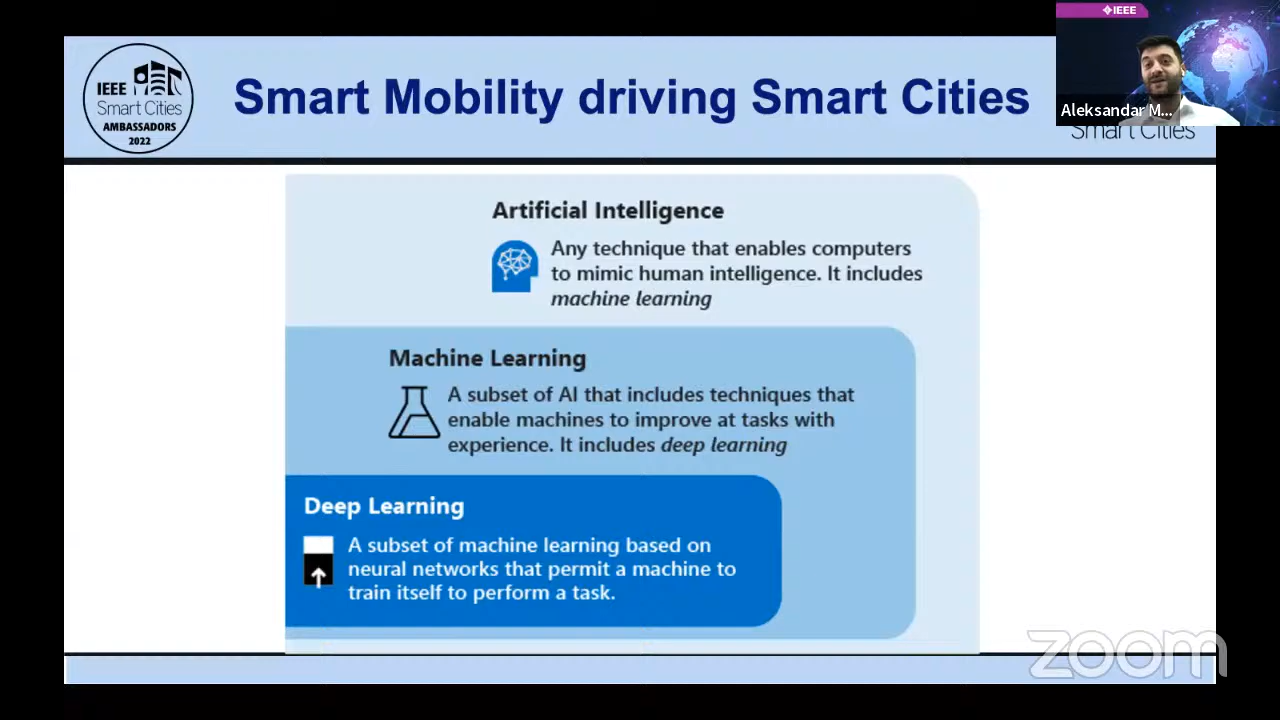 IEEE
Smart Cities
AMBASSADORS
2022
Smart Mobility driving Smart Cities
IEEE
Aleksandar M...
Smart Cities
Artificial Intelligence
Any technique that enables computers
to mimic human intelligence. It includes
machine learning
Machine Learning
A subset of AI that includes techniques that
enable machines to improve at tasks with
experience. It includes deep learning
Deep Learning
A subset of machine learning based on
neural networks that permit a machine to
train itself to perform a task.
zoom